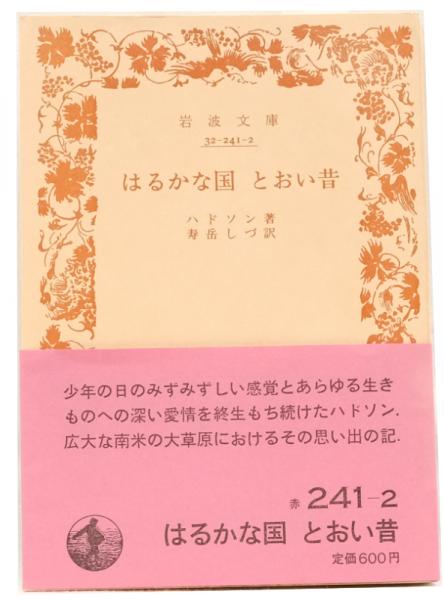 岩波文庫
32-241-2
はるかな国 とおい昔
ハドソン著
寿岳しづ訳
少年の日のみずみずしい感覚とあらゆる生き
ものへの深い愛情を終生もち続けたハドソン.
広大な南米の大草原におけるその思い出の記.
赤 241-2
はるかな国 とおい昔
定価600円